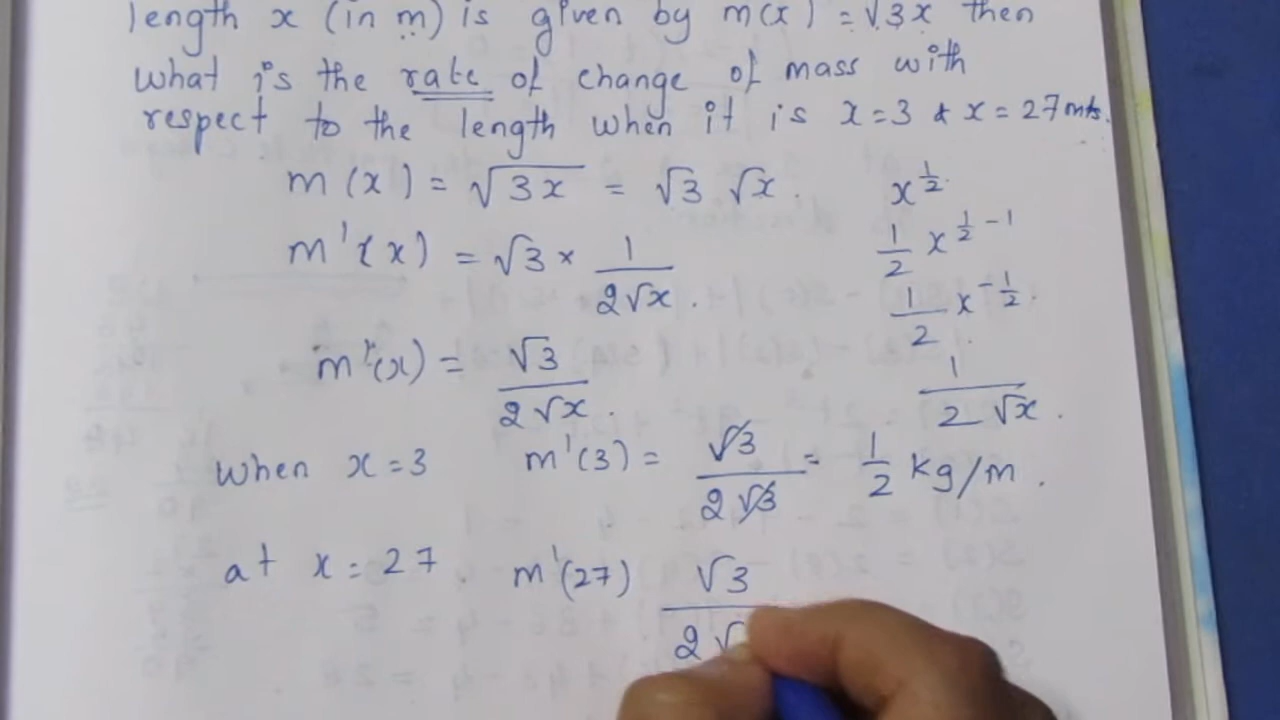 length x (in m) is given by m(x) = √3x then
what is the rate of change of mass with
respect to the length when it is x=3 & x=27mts.
m(x) = √3x = √3 √x.
x^1/2
m'(x) = √3 × 1/2√x.
1/2 x^1/2 - 1
1/2 x^-1/2
m'(x) = √3/2√x.
1/2√x.
when x=3 m'(3) = √3/2√3 = 1/2 kg/m.
at x=27. m'(27) √3/2√